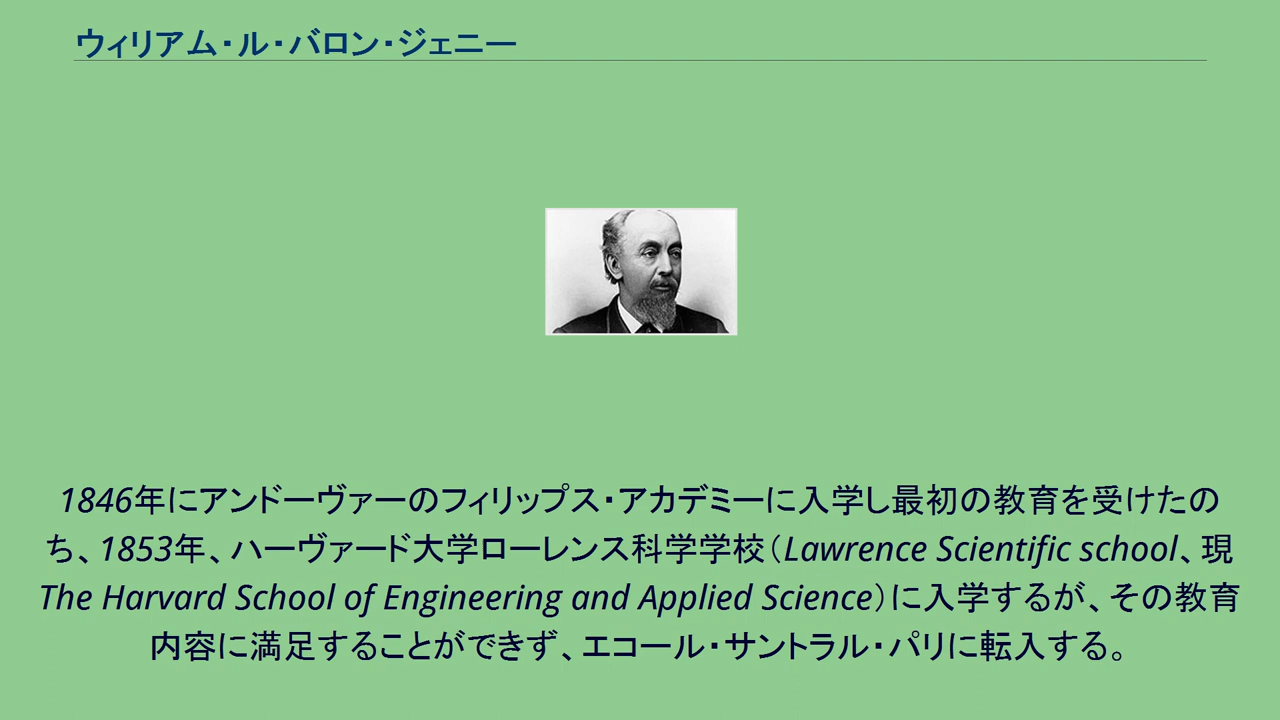 ウィリアム・ル・バロン・ジェニー
1846年にアンドーヴァーのフィリップス・アカデミーに入学し最初の教育を受けたの
ち、1853年、ハーヴァード大学ローレンス科学学校（Lawrence Scientific school、現
The Harvard School of Engineering and Applied Science）に入学するが、その教育
内容に満足することができず、エコール・サントラル・パリに転入する。